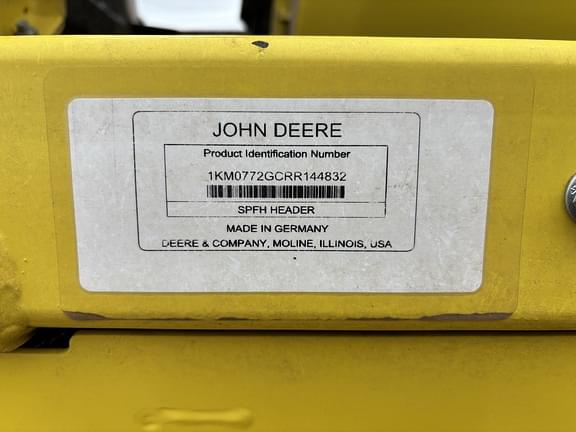 JOHN DEERE
Product Identification Number
1KM0772GCRR144832
SPFH HEADER
MADE IN GERMANY
DEERE & COMPANY, MOLINE, ILLINOIS, USA